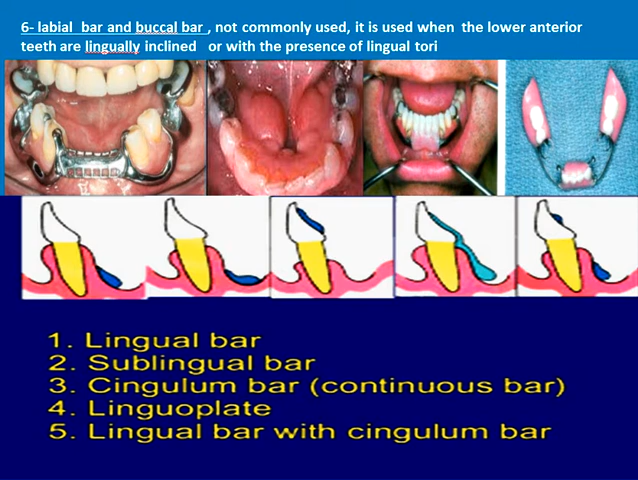 6- labial  bar and buccal bar , not commonly used, it is used when  the lower anterior
teeth are lingually inclined   or with the presence of lingual tori
1. Lingual bar
2. Sublingual bar
3. Cingulum bar (continuous bar)
4. Linguoplate
5. Lingual bar with cingulum bar